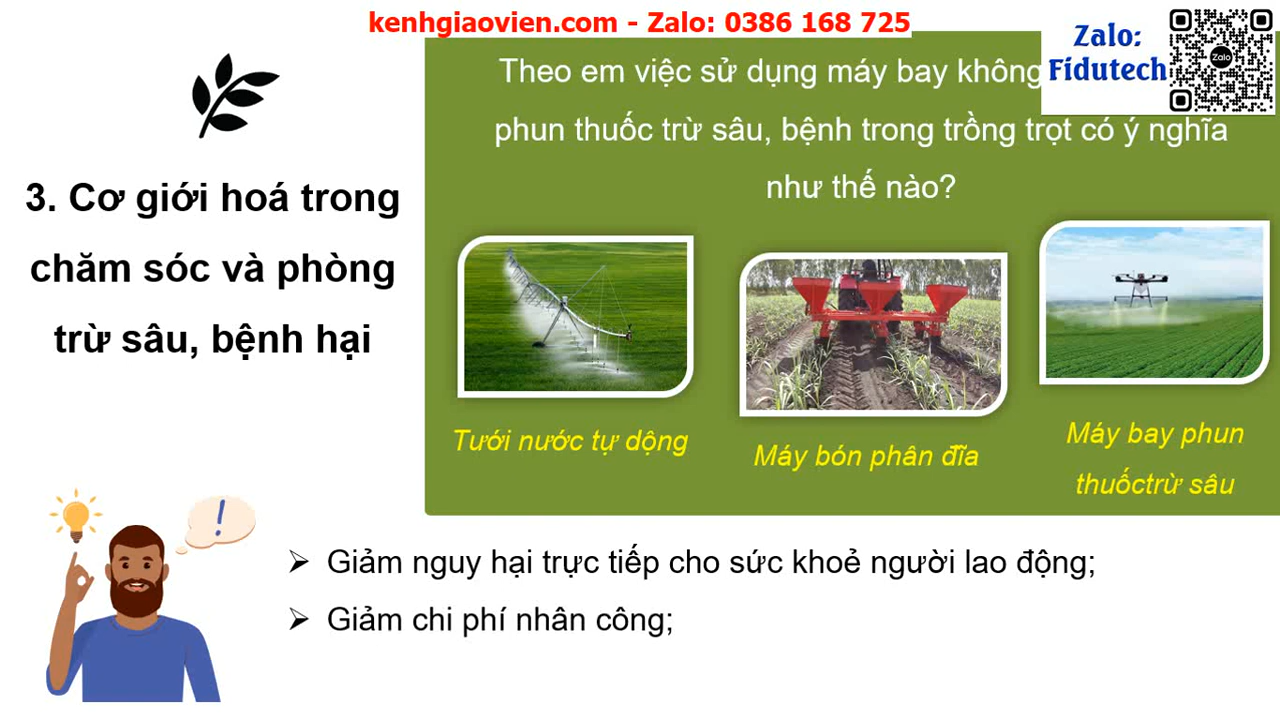 kenhgiaovien.com - Zalo: 0386 168 725
Zalo:
Fidutech
Zalo
Theo em việc sử dụng máy bay không
phun thuốc trừ sâu, bệnh trong trồng trọt có ý nghĩa
như thế nào?
3. Cơ giới hoá trong
chăm sóc và phòng
trừ sâu, bệnh hại
Tưới nước tự dộng
Máy bón phân đĩa
Máy bay phun
thuốctrừ sâu
!
➢ Giảm nguy hại trực tiếp cho sức khoẻ người lao động;
➢ Giảm chi phí nhân công;